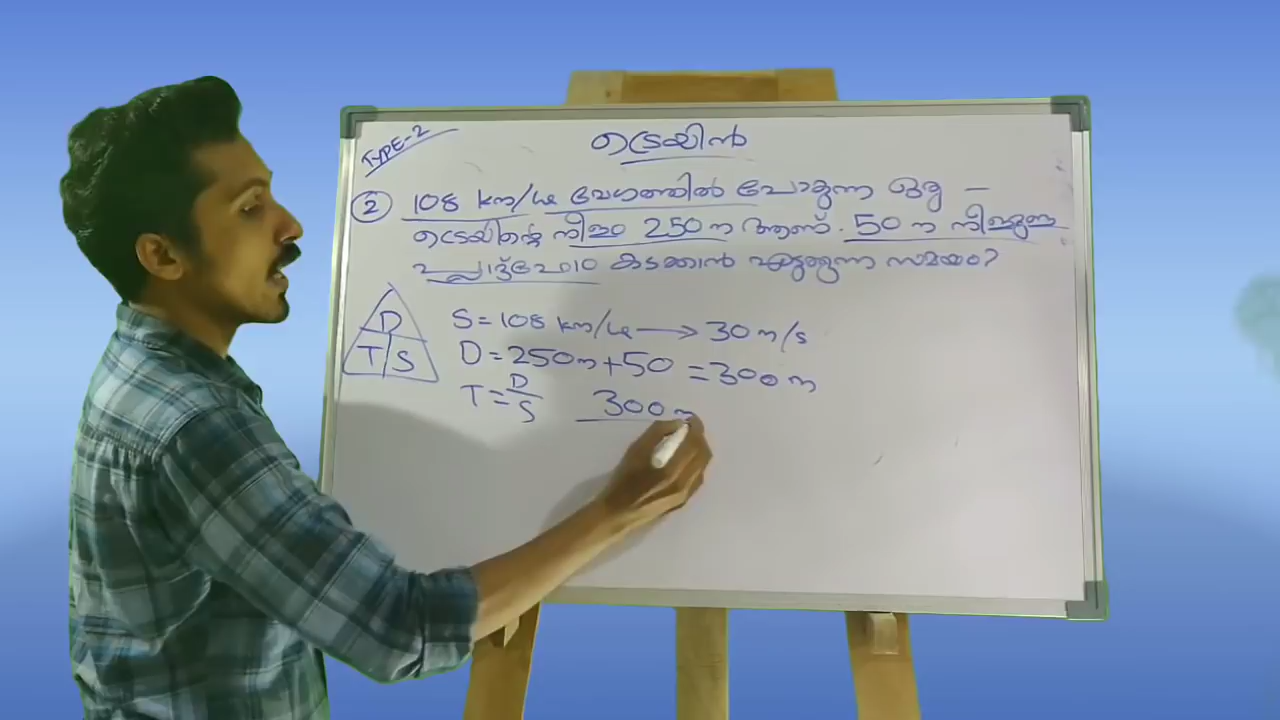 TYPE-2
ട്രെയിൻ
2 108 km/hr വേഗത്തിൽ പോകുന്ന ഒരു –
ട്രെയിന്റെ നീളം 250 m ആണ്. 50 m നീളമുള്ള
പ്ലാറ്റ്ഫോം കടക്കാൻ എടുക്കുന്ന സമയം?
D
T S
S = 108 km/hr → 30 m/s
D = 250m + 50 = 300 m
T = D/S 300 m